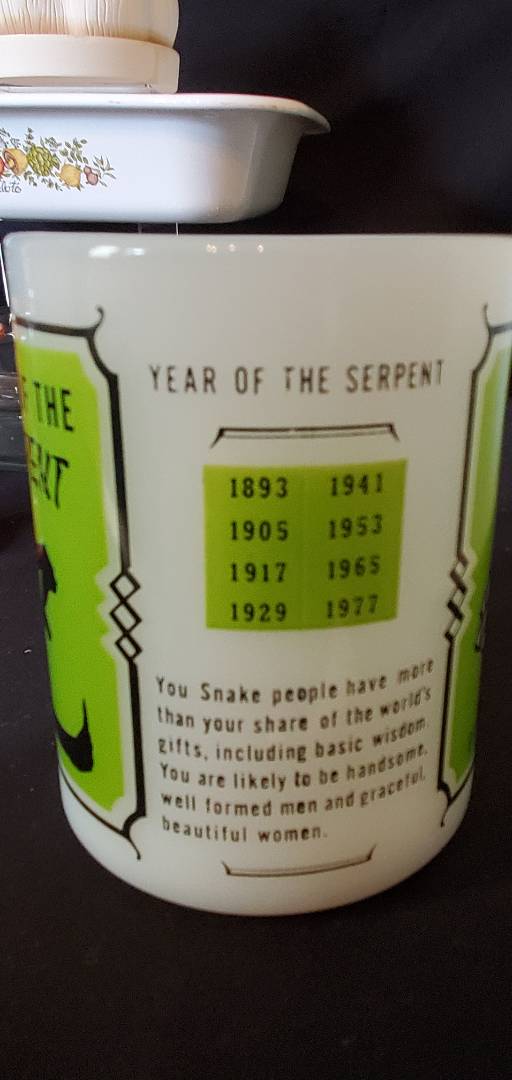 THE
YEAR OF THE SERPENT
1893 1941
1905 1953
1917 1965
1929 1977
You Snake people have more
than your share of the world's
gifts, including basic wisdom.
You are likely to be handsome,
well formed men and graceful,
beautiful women.